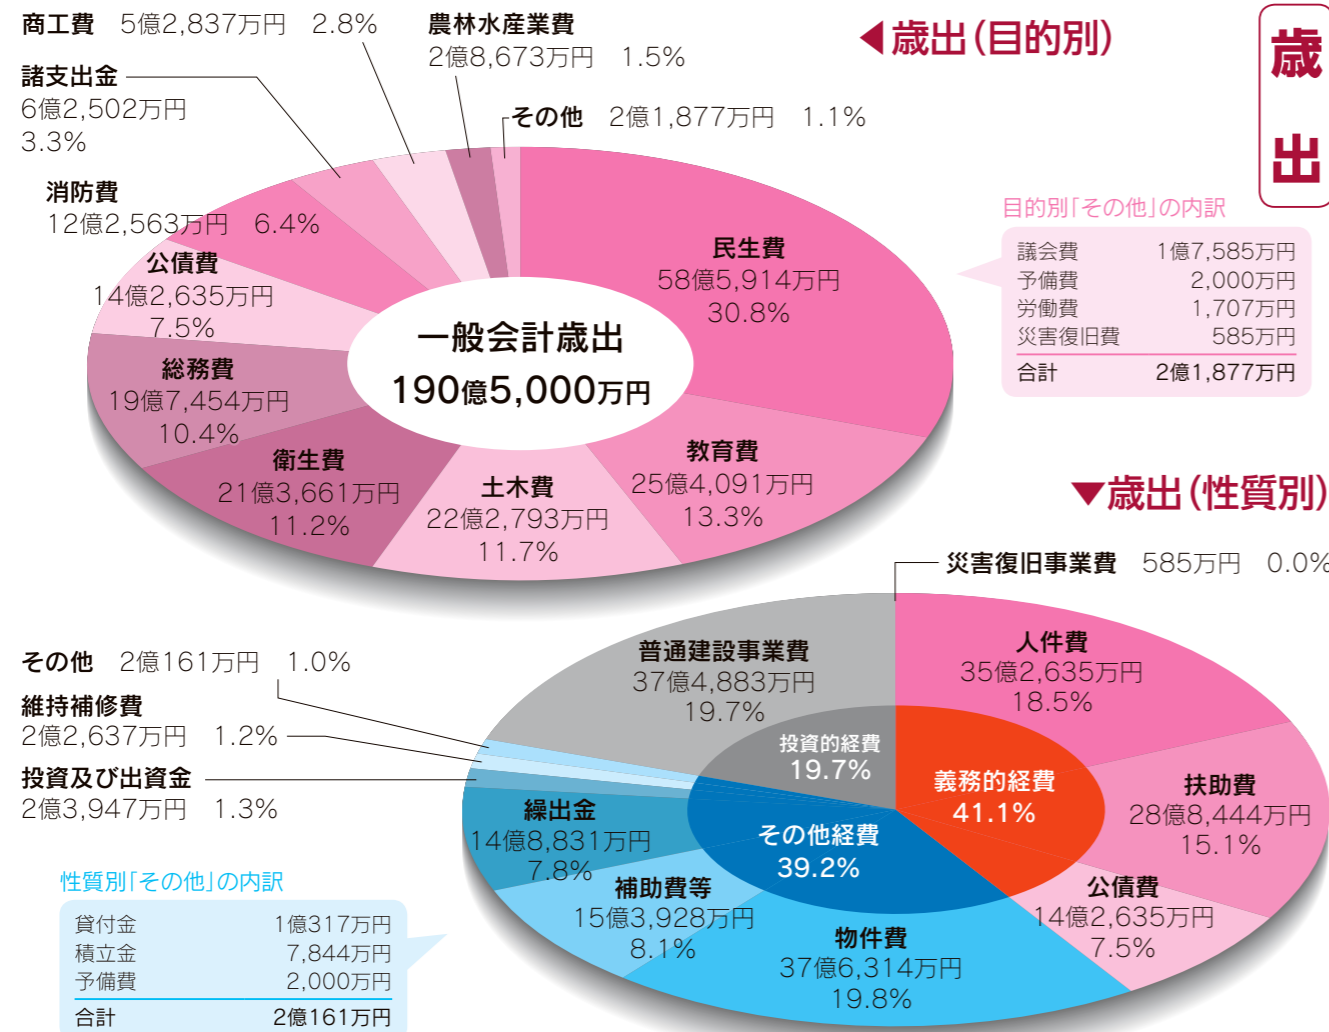 歳出
◀歳出(目的別)
商工費 5億2,837万円 2.8%
農林水産業費
2億8,673万円 1.5%
諸支出金
6億2,502万円
3.3%
その他 2億1,877万円 1.1%
消防費
12億2,563万円 6.4%
公債費
14億2,635万円
7.5%
総務費
19億7,454万円
10.4%
衛生費
21億3,661万円
11.2%
土木費
22億2,793万円
11.7%
教育費
25億4,091万円
13.3%
民生費
58億5,914万円
30.8%
一般会計歳出
190億5,000万円
目的別「その他」の内訳
議会費 1億7,585万円
予備費 2,000万円
労働費 1,707万円
災害復旧費 585万円
合計 2億1,877万円
▼歳出(性質別)
災害復旧事業費 585万円 0.0%
人件費
35億2,635万円
18.5%
扶助費
28億8,444万円
15.1%
公債費
14億2,635万円
7.5%
物件費
37億6,314万円
19.8%
補助費等
15億3,928万円
8.1%
繰出金
14億8,831万円
7.8%
投資及び出資金
2億3,947万円 1.3%
維持補修費
2億2,637万円 1.2%
その他 2億161万円 1.0%
普通建設事業費
37億4,883万円
19.7%
投資的経費
19.7%
義務的経費
41.1%
その他経費
39.2%
性質別「その他」の内訳
貸付金 1億317万円
積立金 7,844万円
予備費 2,000万円
合計 2億161万円